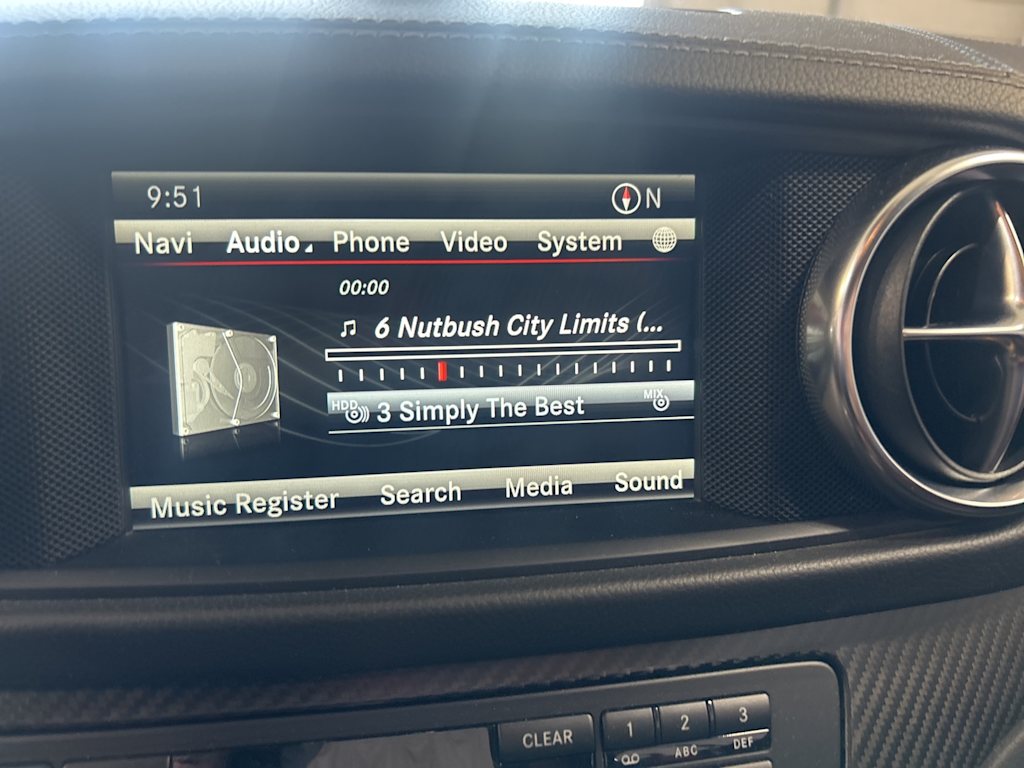 9:51 N
Navi Audio Phone Video System
00:00
6 Nutbush City Limits (...
HDD 3 Simply The Best MIX
Music Register Search Media Sound
CLEAR 1 2 3
ABC DEF